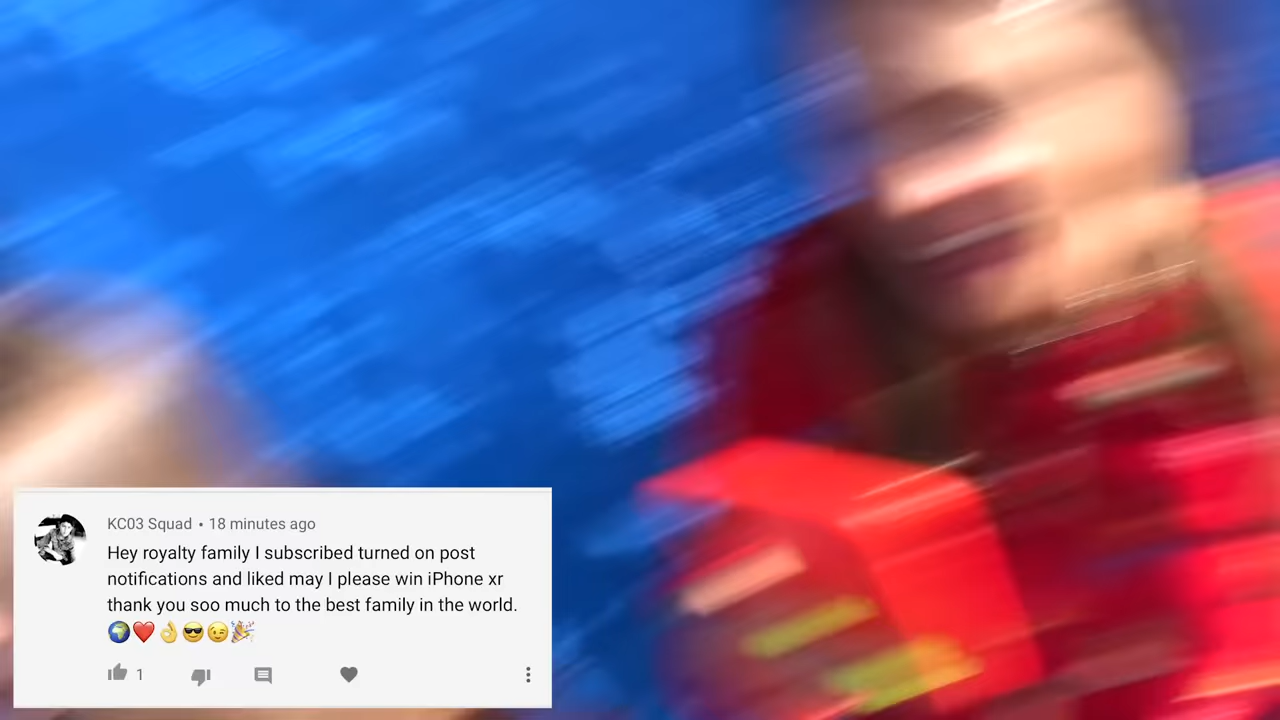 KC03 Squad • 18 minutes ago
Hey royalty family I subscribed turned on post
notifications and liked may I please win iPhone xr
thank you soo much to the best family in the world.
🌍❤️👌😎😉🎉
1